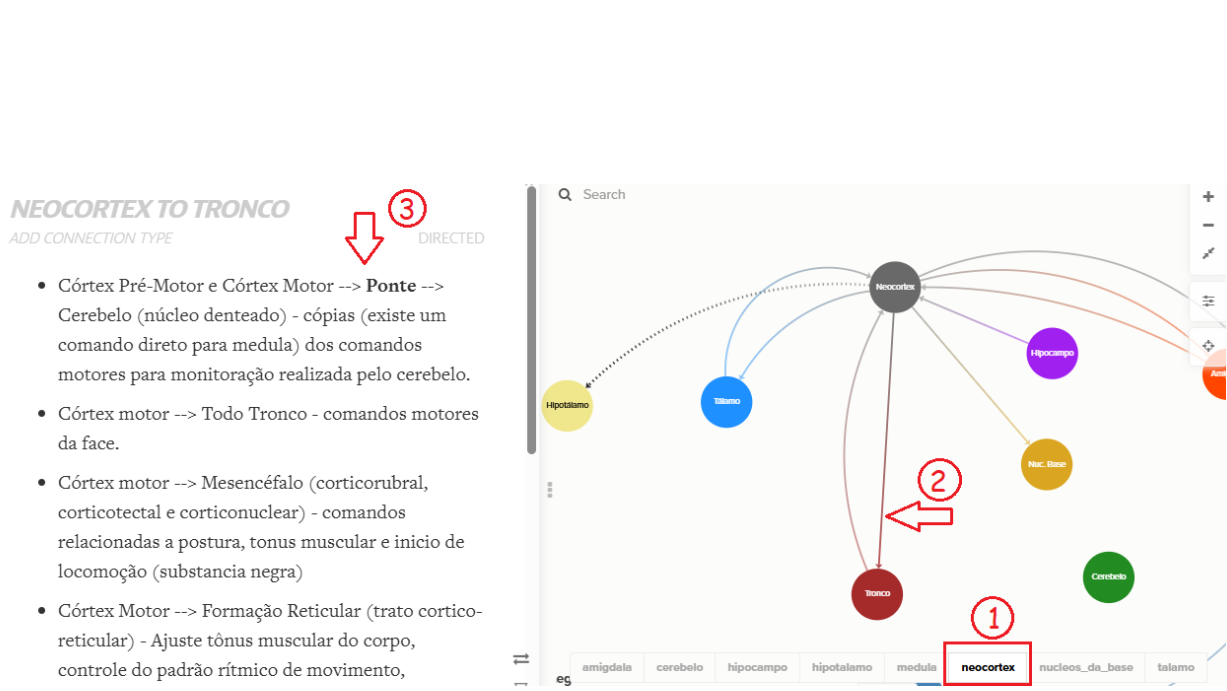 NEOCORTEX TO TRONCO
ADD CONNECTION TYPE
DIRECTED
3
• Córtex Pré-Motor e Córtex Motor --> Ponte -->
Cerebelo (núcleo denteado) - cópias (existe um
comando direto para medula) dos comandos
motores para monitoração realizada pelo cerebelo.
• Córtex motor --> Todo Tronco - comandos motores
da face.
• Córtex motor --> Mesencéfalo (corticorubral,
corticotectal e corticonuclear) - comandos
relacionadas a postura, tonus muscular e inicio de
locomoção (substancia negra)
• Córtex Motor --> Formação Reticular (trato cortico-
reticular) - Ajuste tônus muscular do corpo,
controle do padrão rítmico de movimento,
Search
Neocortex
Hipocampo
Ami
Hipotálamo
Tálamo
Nuc. Base
2
Cerebelo
Tronco
1
eg
amigdala
cerebelo
hipocampo
hipotalamo
medula
neocortex
nucleos_da_base
talamo